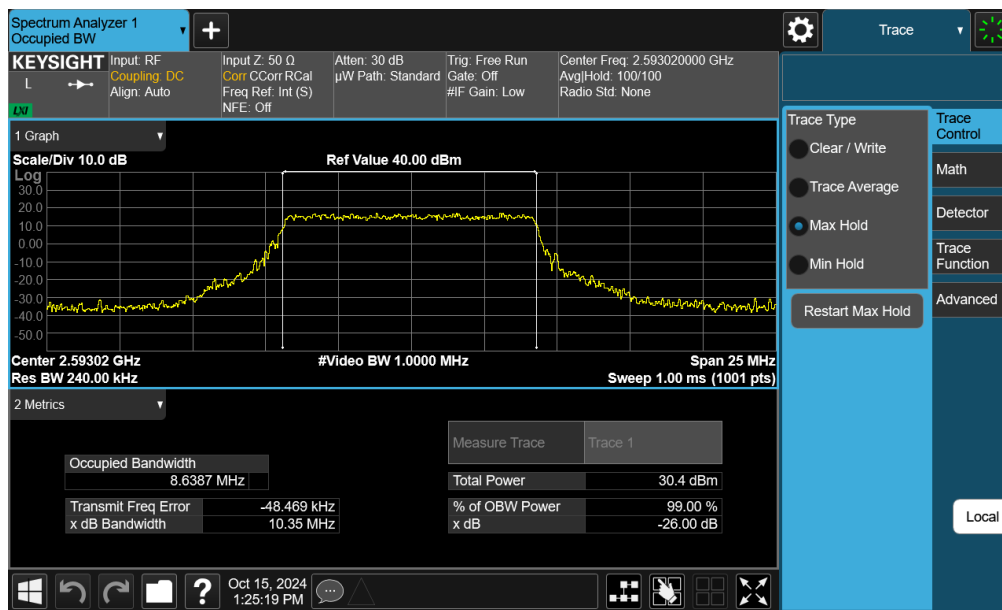 Spectrum Analyzer 1
Occupied BW
Trace
KEYSIGHT
L
LXI
Input: RF
Coupling: DC
Align: Auto
Input Z: 50 Ω
Corr CCorr RCal
Freq Ref: Int (S)
NFE: Off
Atten: 30 dB
µW Path: Standard
Trig: Free Run
Gate: Off
#IF Gain: Low
Center Freq: 2.593020000 GHz
Avg|Hold: 100/100
Radio Std: None
1 Graph
Scale/Div 10.0 dB
Ref Value 40.00 dBm
Log
30.0
20.0
10.0
0.00
-10.0
-20.0
-30.0
-40.0
-50.0
Center 2.59302 GHz
#Video BW 1.0000 MHz
Span 25 MHz
Res BW 240.00 kHz
Sweep 1.00 ms (1001 pts)
2 Metrics
Measure Trace
Trace 1
Occupied Bandwidth
8.6387 MHz
Total Power
30.4 dBm
Transmit Freq Error
-48.469 kHz
% of OBW Power
99.00 %
x dB Bandwidth
10.35 MHz
x dB
-26.00 dB
Trace Type
Clear / Write
Trace Average
Max Hold
Min Hold
Restart Max Hold
Trace
Control
Math
Detector
Trace
Function
Advanced
Local
?
Oct 15, 2024
1:25:19 PM